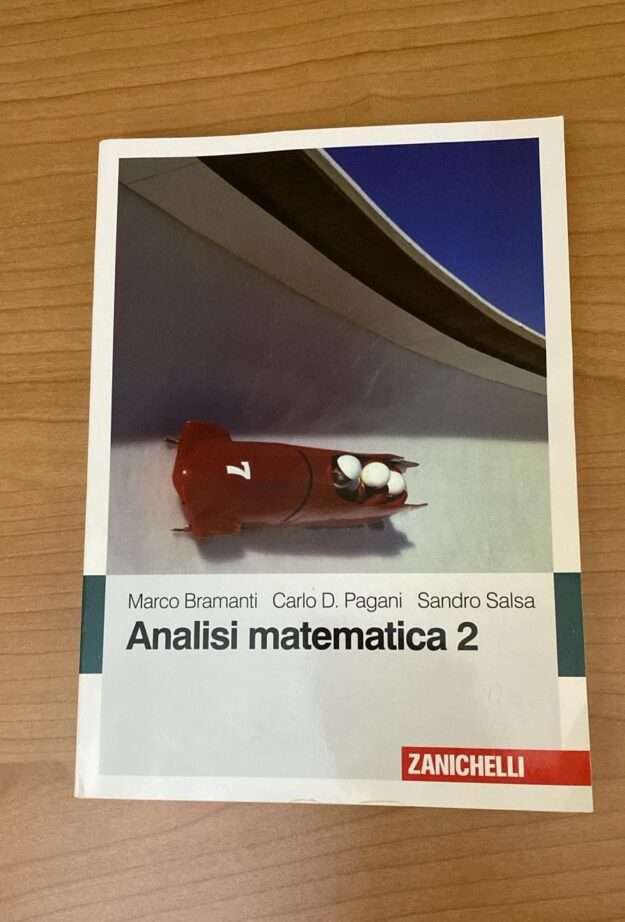 7
Marco Bramanti Carlo D. Pagani Sandro Salsa
Analisi matematica 2
ZANICHELLI